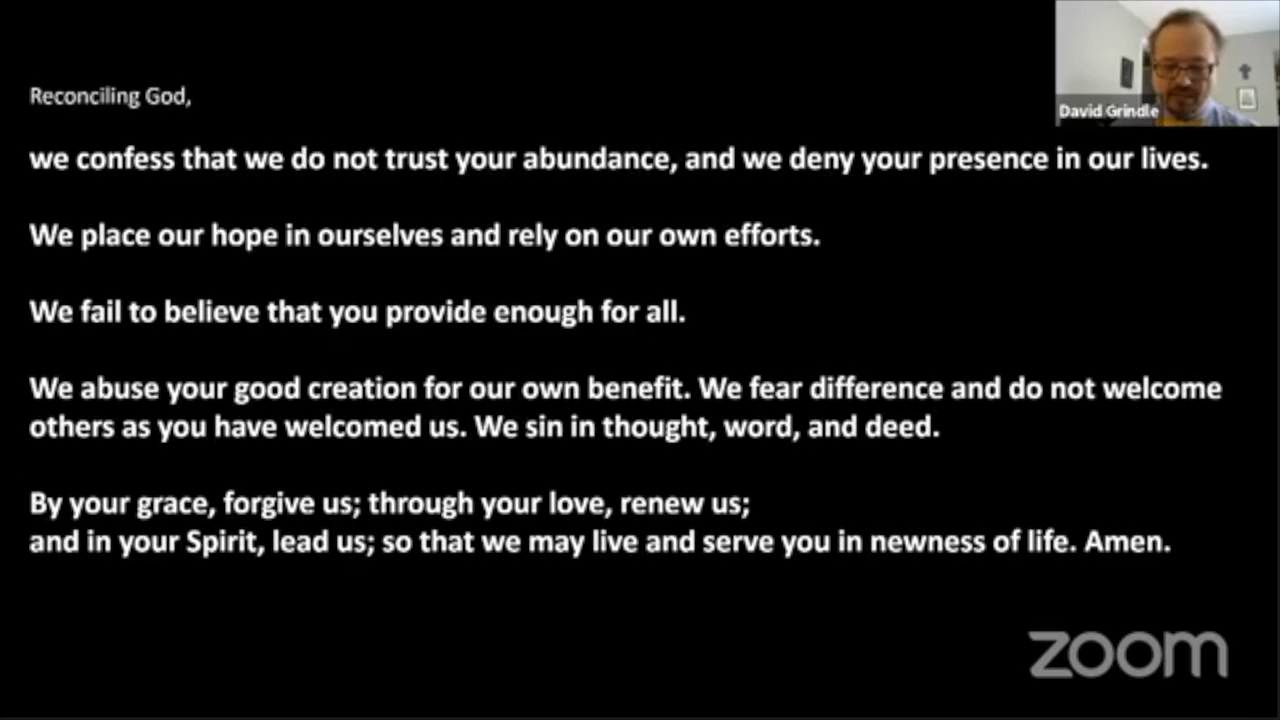 David Grindle
Reconciling God,
we confess that we do not trust your abundance, and we deny your presence in our lives.
We place our hope in ourselves and rely on our own efforts.
We fail to believe that you provide enough for all.
We abuse your good creation for our own benefit. We fear difference and do not welcome
others as you have welcomed us. We sin in thought, word, and deed.
By your grace, forgive us; through your love, renew us;
and in your Spirit, lead us; so that we may live and serve you in newness of life. Amen.
zoom